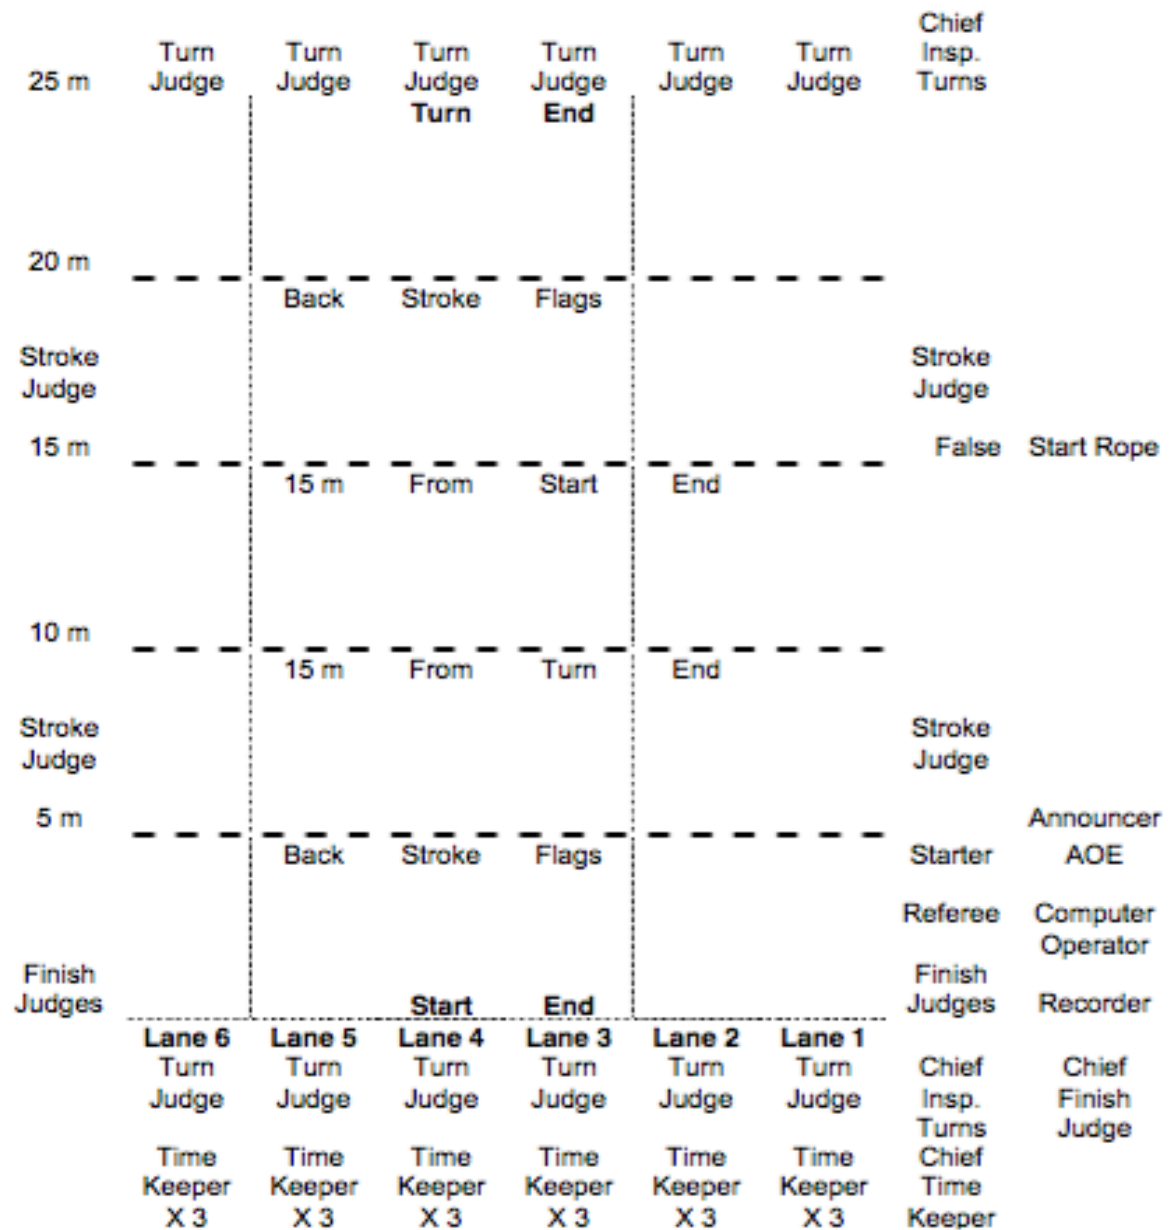 Chief
Turn Turn Turn Turn Turn Turn Insp.
25 m Judge Judge Judge Judge Judge Judge Turns
Turn End
20 m
Back Stroke Flags
Stroke Stroke
Judge Judge
15 m False Start Rope
15 m From Start End
10 m
15 m From Turn End
Stroke Stroke
Judge Judge
5 m Announcer
Back Stroke Flags Starter AOE
Referee Computer
Operator
Finish Finish
Judges Start End Judges Recorder
Lane 6 Lane 5 Lane 4 Lane 3 Lane 2 Lane 1
Turn Turn Turn Turn Turn Turn Chief Chief
Judge Judge Judge Judge Judge Judge Insp. Finish
Turns Judge
Time Time Time Time Time Time Chief
Keeper Keeper Keeper Keeper Keeper Keeper Time
X 3 X 3 X 3 X 3 X 3 X 3 Keeper